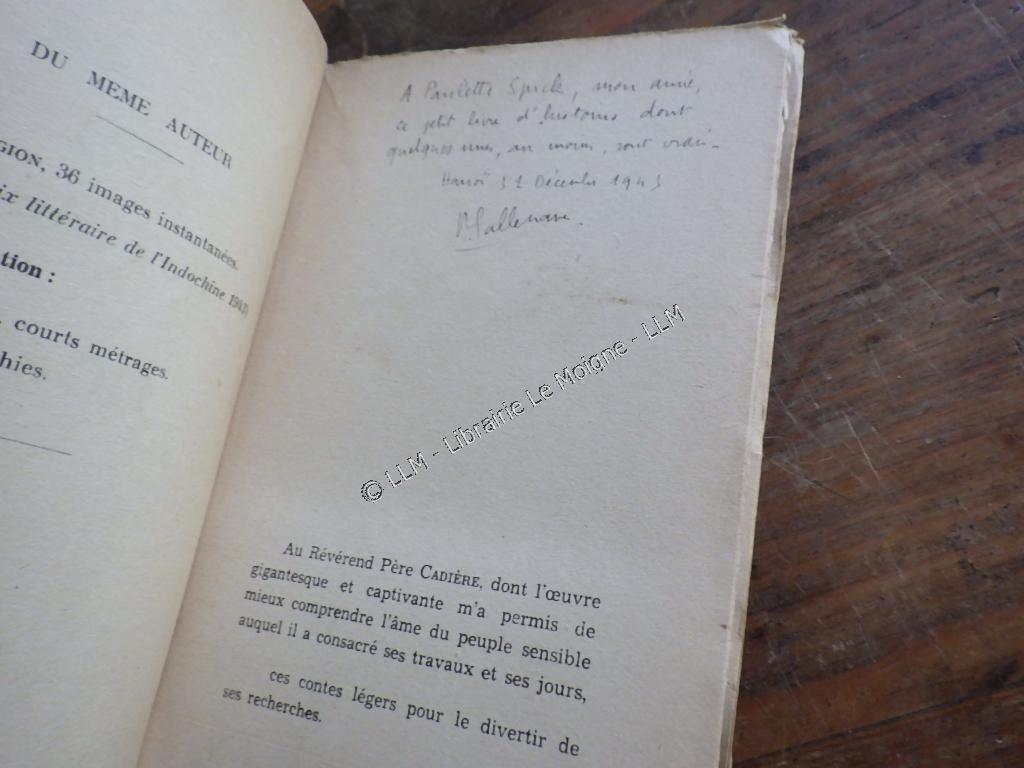 DU MEME AUTEUR
GION, 36 images instantanées.
ix littéraire de l'Indochine 1943)
tion :
, courts métrages.
hies.
A Paulette Spick, mon amie,
ce petit livre d'histoires dont
quelques unes, au moins, sont vraies
Hanoï 31 Décembre 1943
© LLM - Librairie Le Moigne - LLM
Au Révérend Père CADIÈRE, dont l'œuvre
gigantesque et captivante m'a permis de
mieux comprendre l'âme du peuple sensible
auquel il a consacré ses travaux et ses jours,
ces contes légers pour le divertir de
ses recherches.